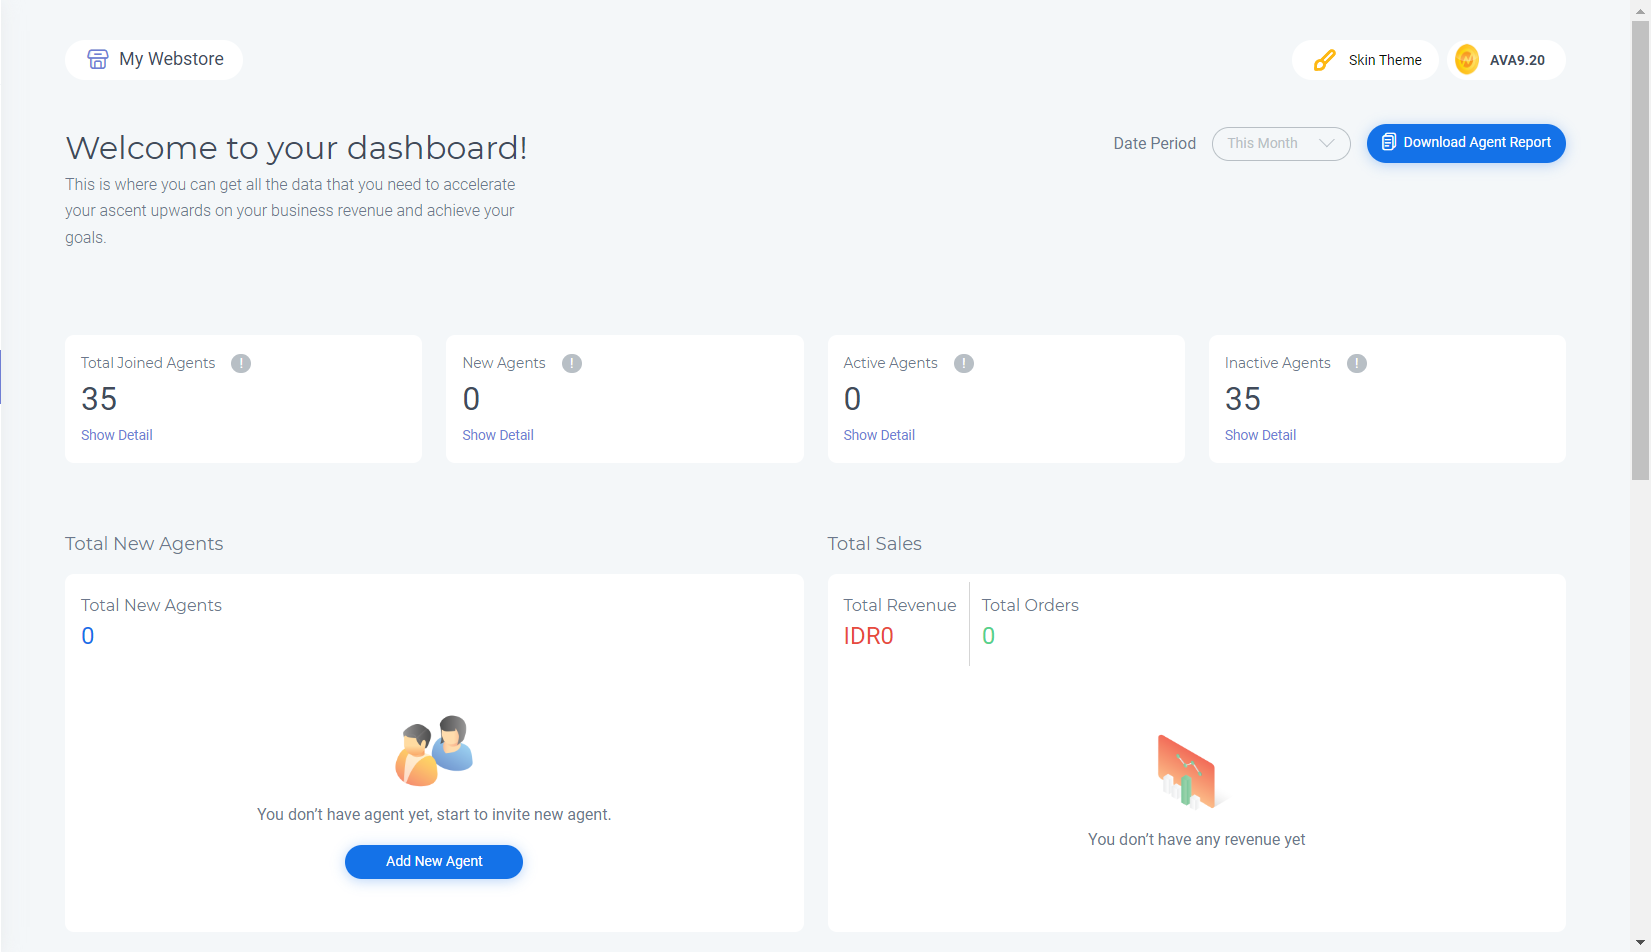 My Webstore
Skin Theme
AVA9.20
Welcome to your dashboard!
This is where you can get all the data that you need to accelerate
your ascent upwards on your business revenue and achieve your
goals.
Date Period
This Month
Download Agent Report
Total Joined Agents !
35
Show Detail
New Agents !
0
Show Detail
Active Agents !
0
Show Detail
Inactive Agents !
35
Show Detail
Total New Agents
Total New Agents
0
You don’t have agent yet, start to invite new agent.
Add New Agent
Total Sales
Total Revenue
IDR0
Total Orders
0
You don’t have any revenue yet